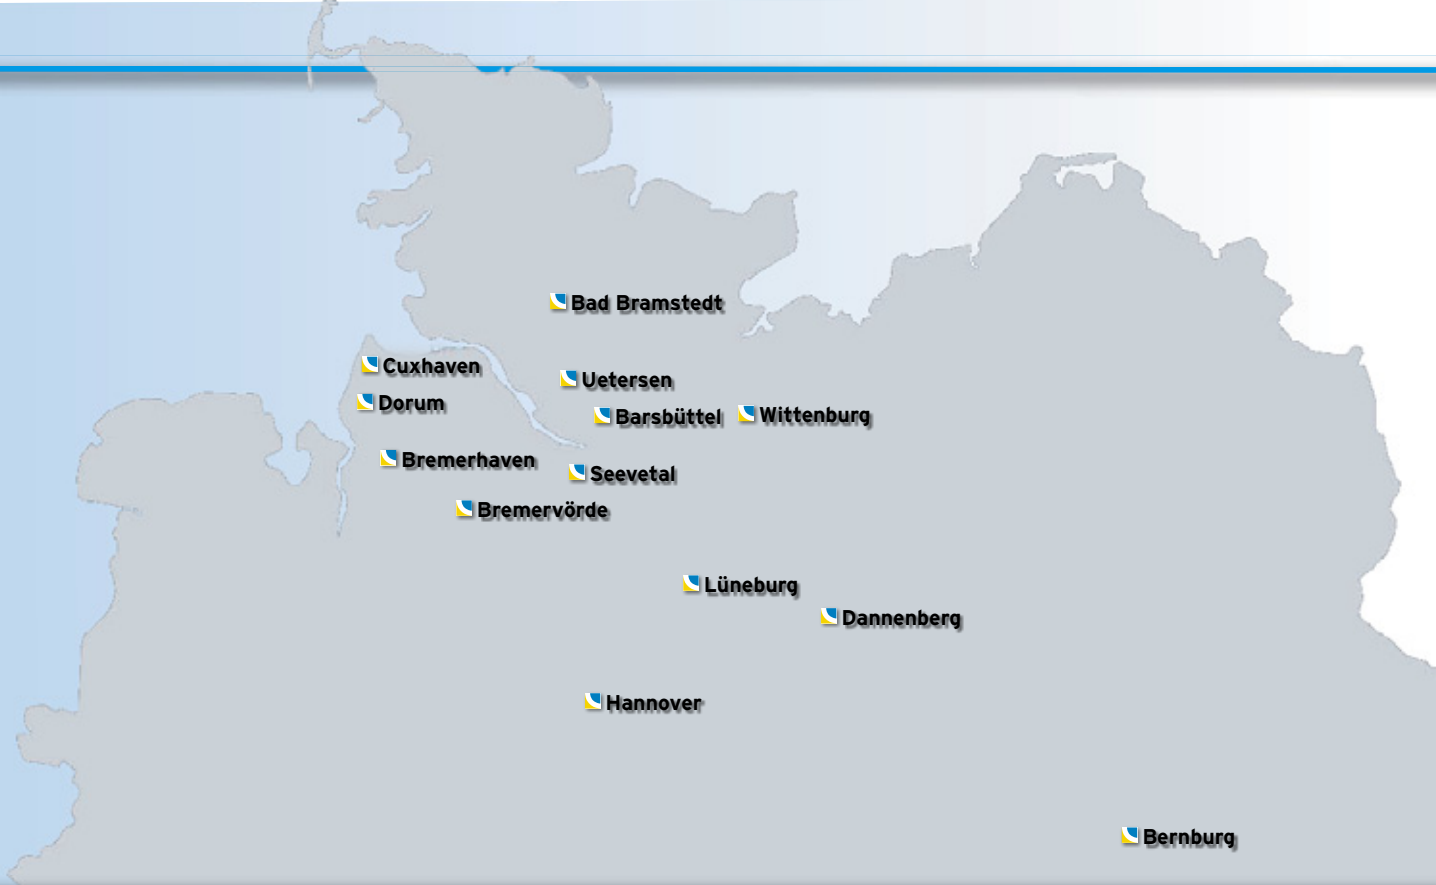 Bad Bramstedt
Cuxhaven
Uetersen
Dorum
Barsbüttel
Wittenburg
Bremerhaven
Seevetal
Bremervörde
Lüneburg
Dannenberg
Hannover
Bernburg